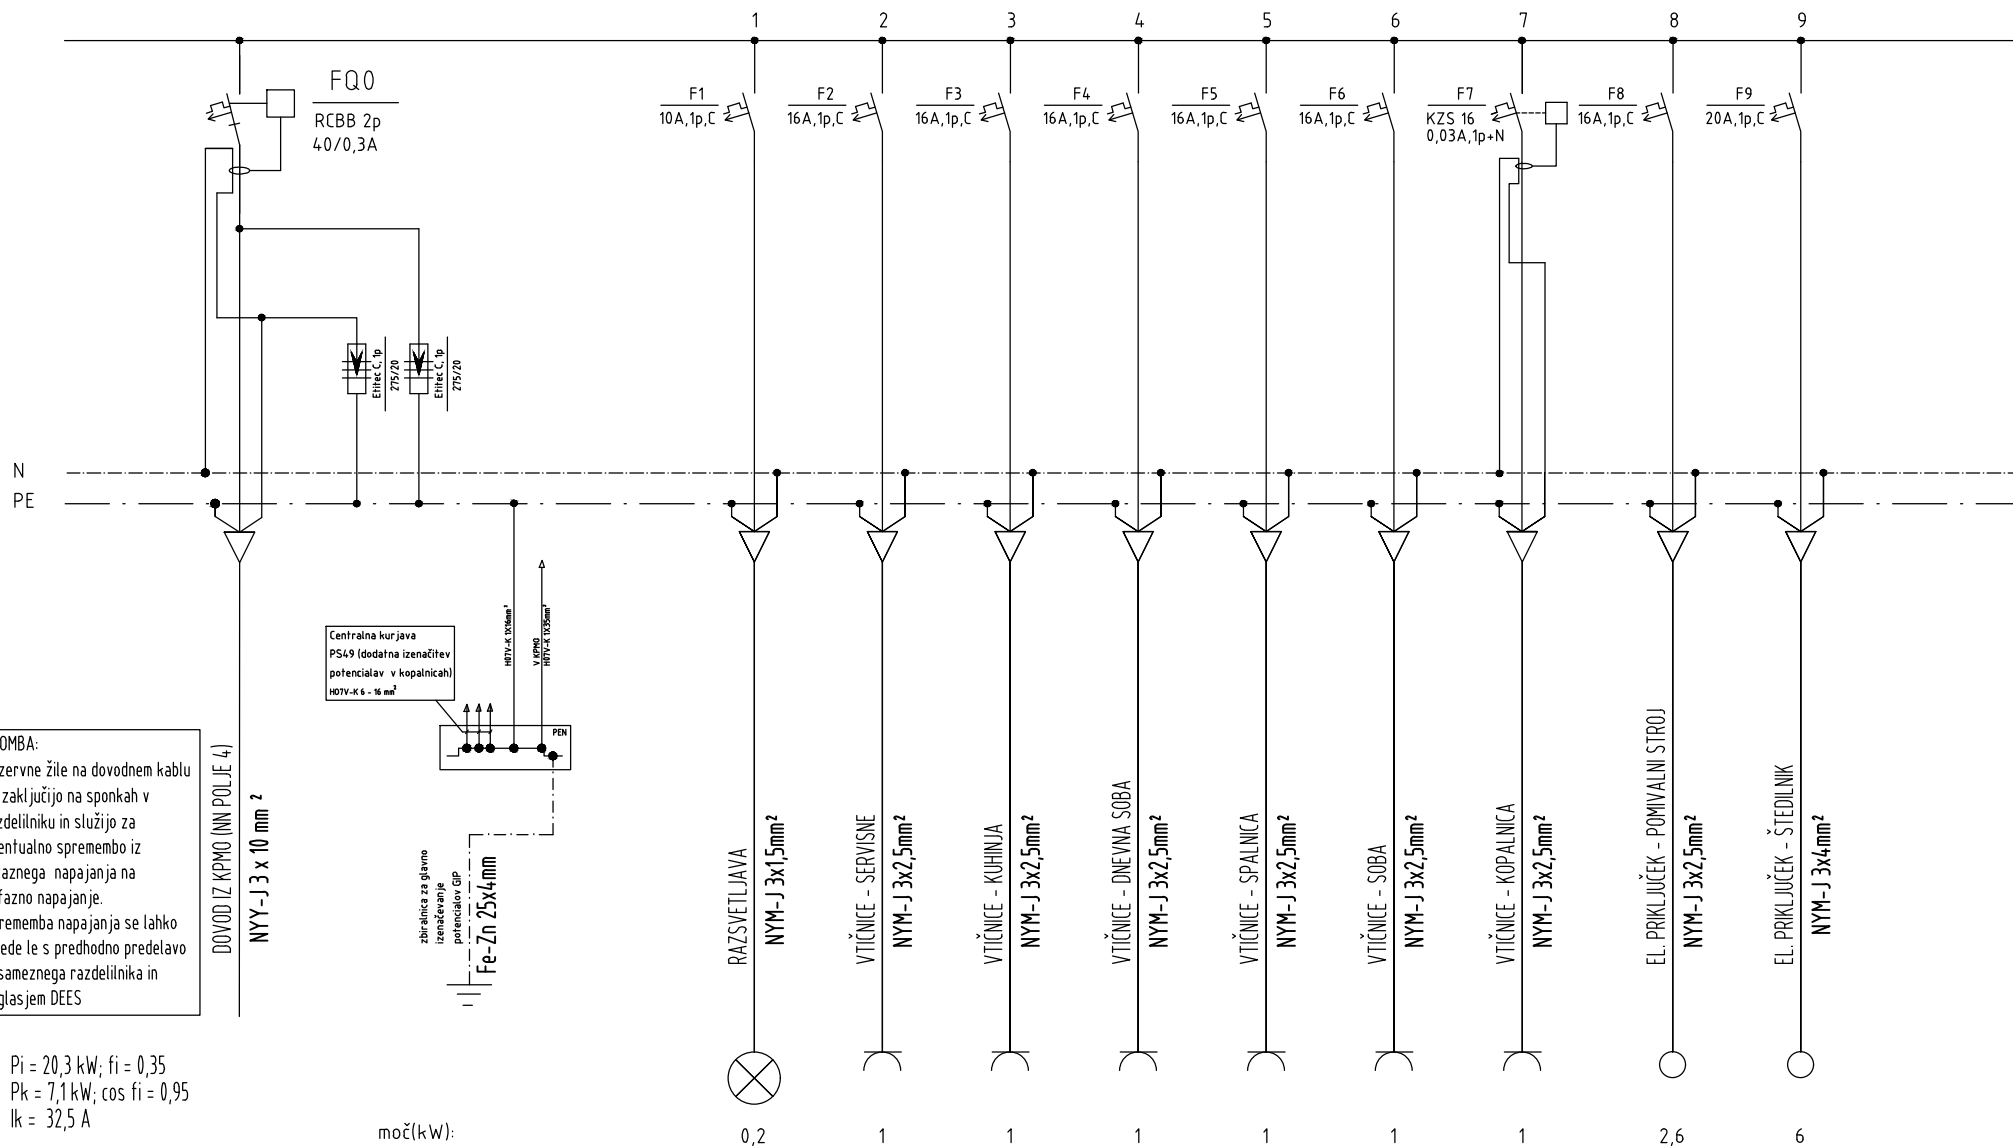 1 2 3 4 5 6 7 8 9
FQ0
RCBB 2p
40/0,3A
F1
10A,1p,C
F2
16A,1p,C
F3
16A,1p,C
F4
16A,1p,C
F5
16A,1p,C
F6
16A,1p,C
F7
KZS 16
0,03A,1p+N
F8
16A,1p,C
F9
20A,1p,C
Etitec C, 1p
275/20
Etitec C, 1p
275/20
N
PE
Centralna kurjava
PS49 (dodatna izenačitev
potencialav v kopalnicah)
H07V-K 6 - 16 mm²
H07V-K 1X16mm²
V KPMO
H07V-K 1X35mm²
PEN
zbiralnica za glavno
izenačevanje
potencialov GIP
Fe-Zn 25x4mm
OMBA:
zervne žile na dovodnem kablu
zaključijo na sponkah v
zdelilniku in služijo za
entualno spremembo iz
aznega napajanja na
fazno napajanje.
rememba napajanja se lahko
ede le s predhodno predelavo
sameznega razdelilnika in
glasjem DEES
DOVOD IZ KPMO (NN POLJE 4)
NYY-J 3 x 10 mm ²
RAZSVETLJAVA
NYM-J 3x1,5mm²
VTIČNICE - SERVISNE
NYM-J 3x2,5mm²
VTIČNICE - KUHINJA
NYM-J 3x2,5mm²
VTIČNICE - DNEVNA SOBA
NYM-J 3x2,5mm²
VTIČNICE - SPALNICA
NYM-J 3x2,5mm²
VTIČNICE - SOBA
NYM-J 3x2,5mm²
VTIČNICE - KOPALNICA
NYM-J 3x2,5mm²
EL. PRIKLJUČEK - POMIVALNI STROJ
NYM-J 3x2,5mm²
EL. PRIKLJUČEK - ŠTEDILNIK
NYM-J 3x4mm²
Pi = 20,3 kW; fi = 0,35
Pk = 7,1 kW; cos fi = 0,95
Ik = 32,5 A
moč(kW): 0,2 1 1 1 1 1 1 2,6 6